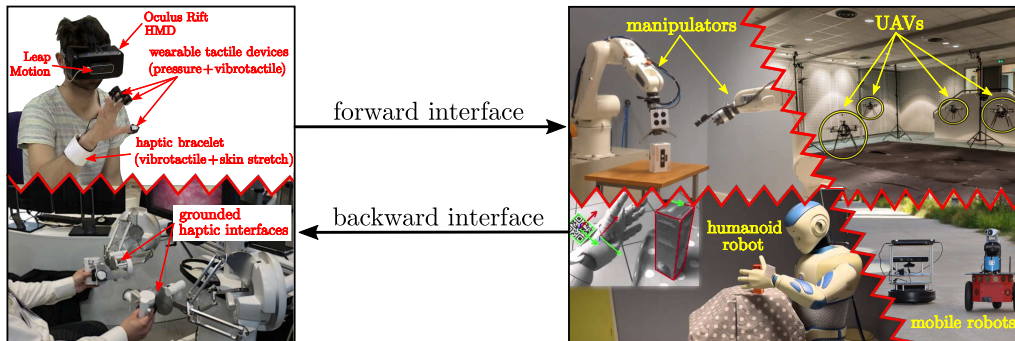 Oculus Rift
HMD
Leap
Motion
wearable tactile devices
(pressure+vibrotactile)
haptic bracelet
(vibrotactile+skin stretch)
grounded
haptic interfaces
forward interface
backward interface
manipulators
UAVs
humanoid
robot
mobile robots